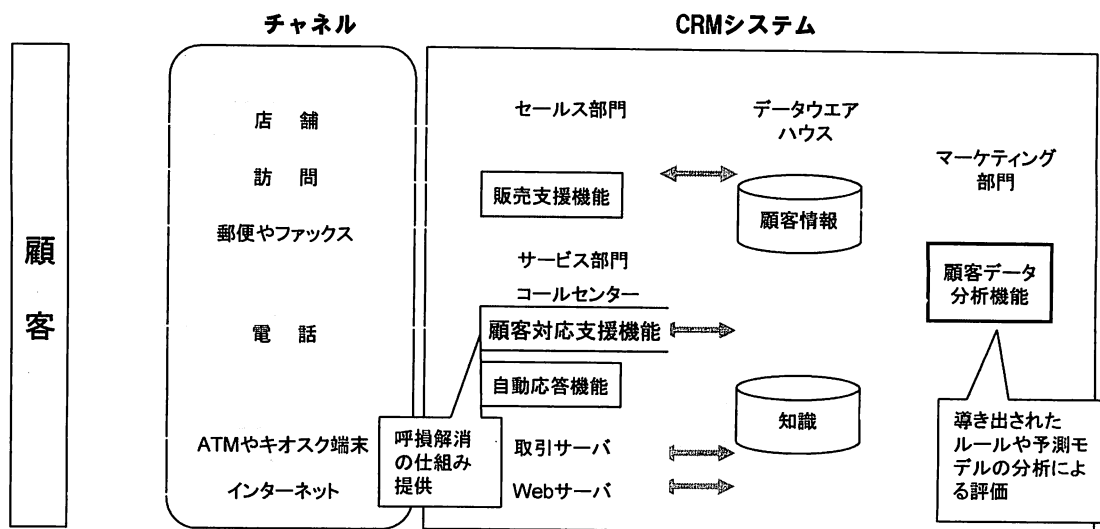 チャネル
CRMシステム
顧客
店 舗
訪 問
郵便やファックス
電 話
ATMやキオスク端末
インターネット
セールス部門
販売支援機能
サービス部門
コールセンター
顧客対応支援機能
自動応答機能
呼損解消
の仕組み
提供
取引サーバ
Webサーバ
データウエア
ハウス
顧客情報
知識
マーケティング
部門
顧客データ
分析機能
導き出された
ルールや予測モ
デルの分析によ
る評価